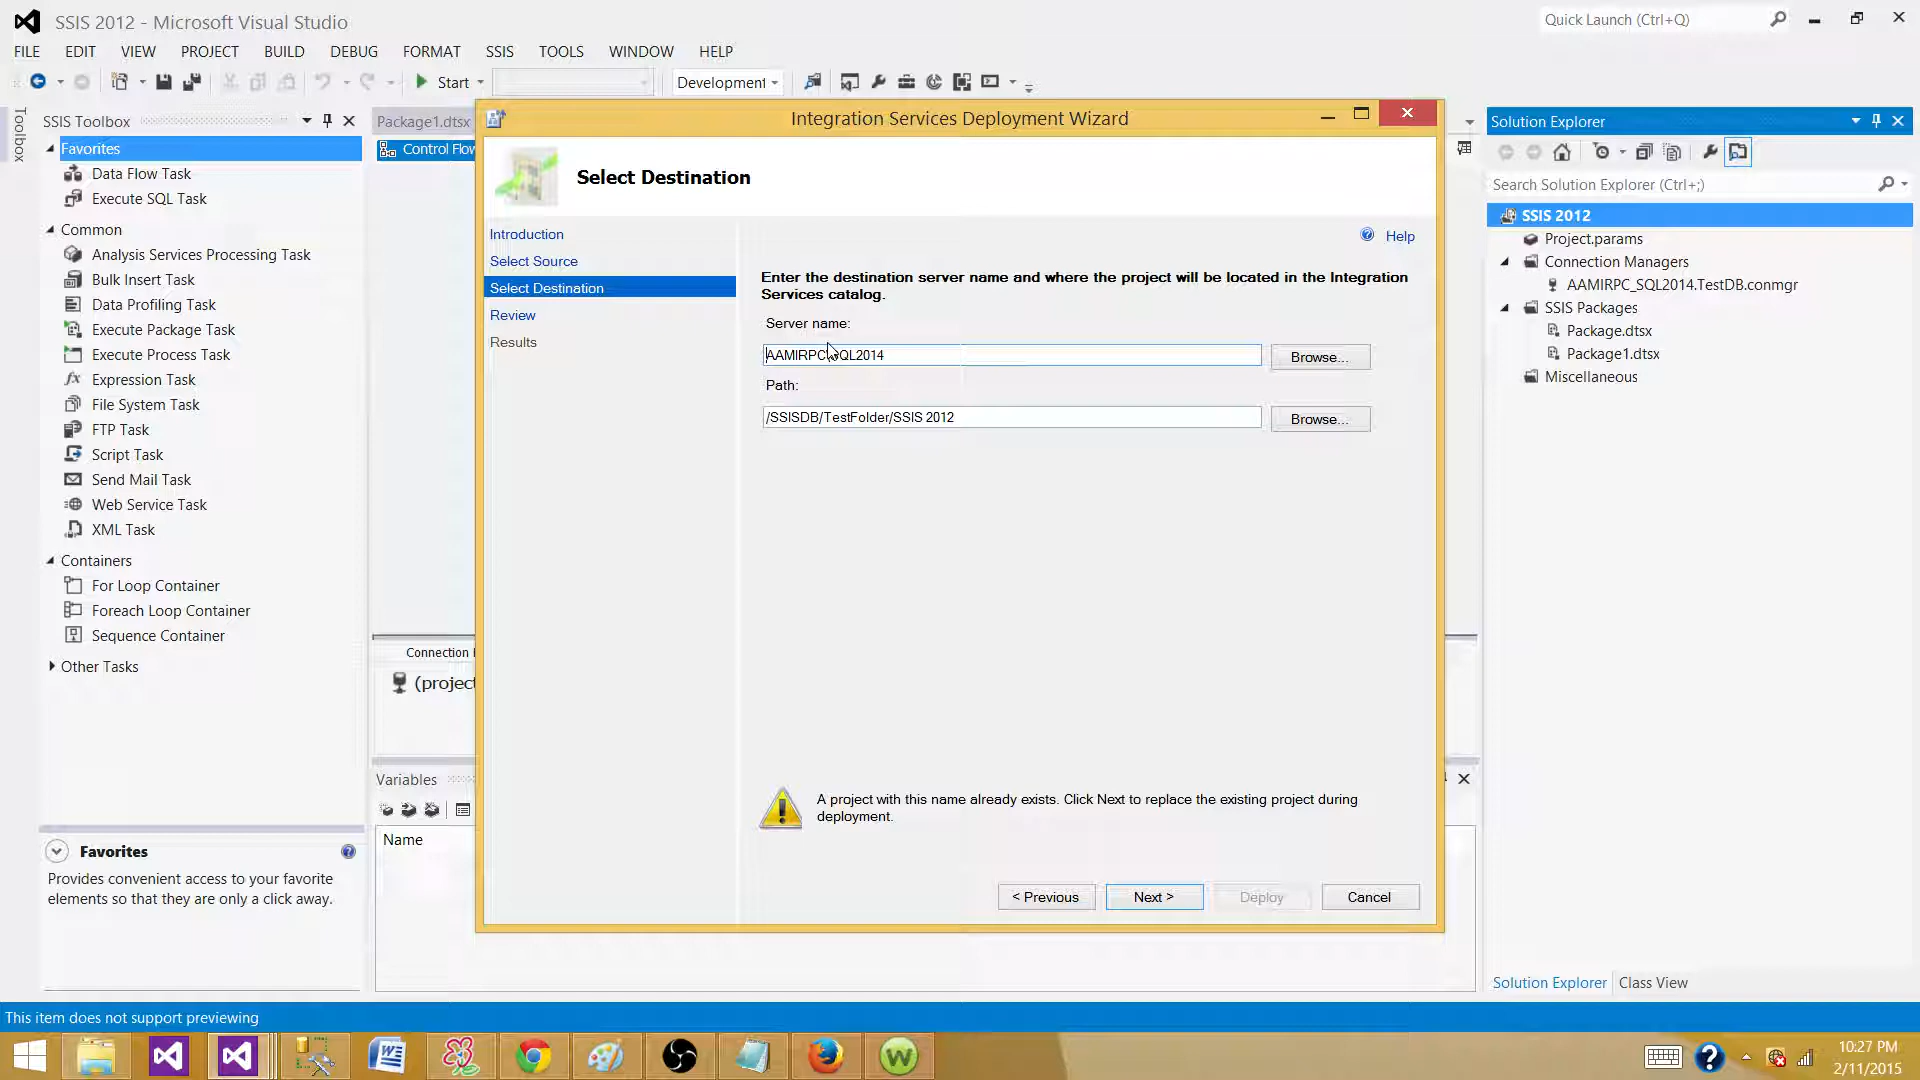 SSIS 2012 - Microsoft Visual Studio
Quick Launch (Ctrl+Q)
FILE EDIT VIEW PROJECT BUILD DEBUG FORMAT SSIS TOOLS WINDOW HELP
Start
Development
Toolbox
SSIS Toolbox
Favorites
Data Flow Task
Execute SQL Task
Common
Analysis Services Processing Task
Bulk Insert Task
Data Profiling Task
Execute Package Task
Execute Process Task
Expression Task
File System Task
FTP Task
Script Task
Send Mail Task
Web Service Task
XML Task
Containers
For Loop Container
Foreach Loop Container
Sequence Container
Other Tasks
Favorites
Provides convenient access to your favorite
elements so that they are only a click away.
Package1.dtsx
Control Flow
Connection
(project
Variables
Name
Integration Services Deployment Wizard
Select Destination
Introduction
Select Source
Select Destination
Review
Results
Help
Enter the destination server name and where the project will be located in the Integration
Services catalog.
Server name:
AAMIRPC\SQL2014
Browse...
Path:
/SSISDB/TestFolder/SSIS 2012
Browse...
A project with this name already exists. Click Next to replace the existing project during
deployment.
< Previous
Next >
Deploy
Cancel
Solution Explorer
Search Solution Explorer (Ctrl+;)
SSIS 2012
Project.params
Connection Managers
AAMIRPC_SQL2014.TestDB.conmgr
SSIS Packages
Package.dtsx
Package1.dtsx
Miscellaneous
Solution Explorer Class View
This item does not support previewing
10:27 PM
2/11/2015